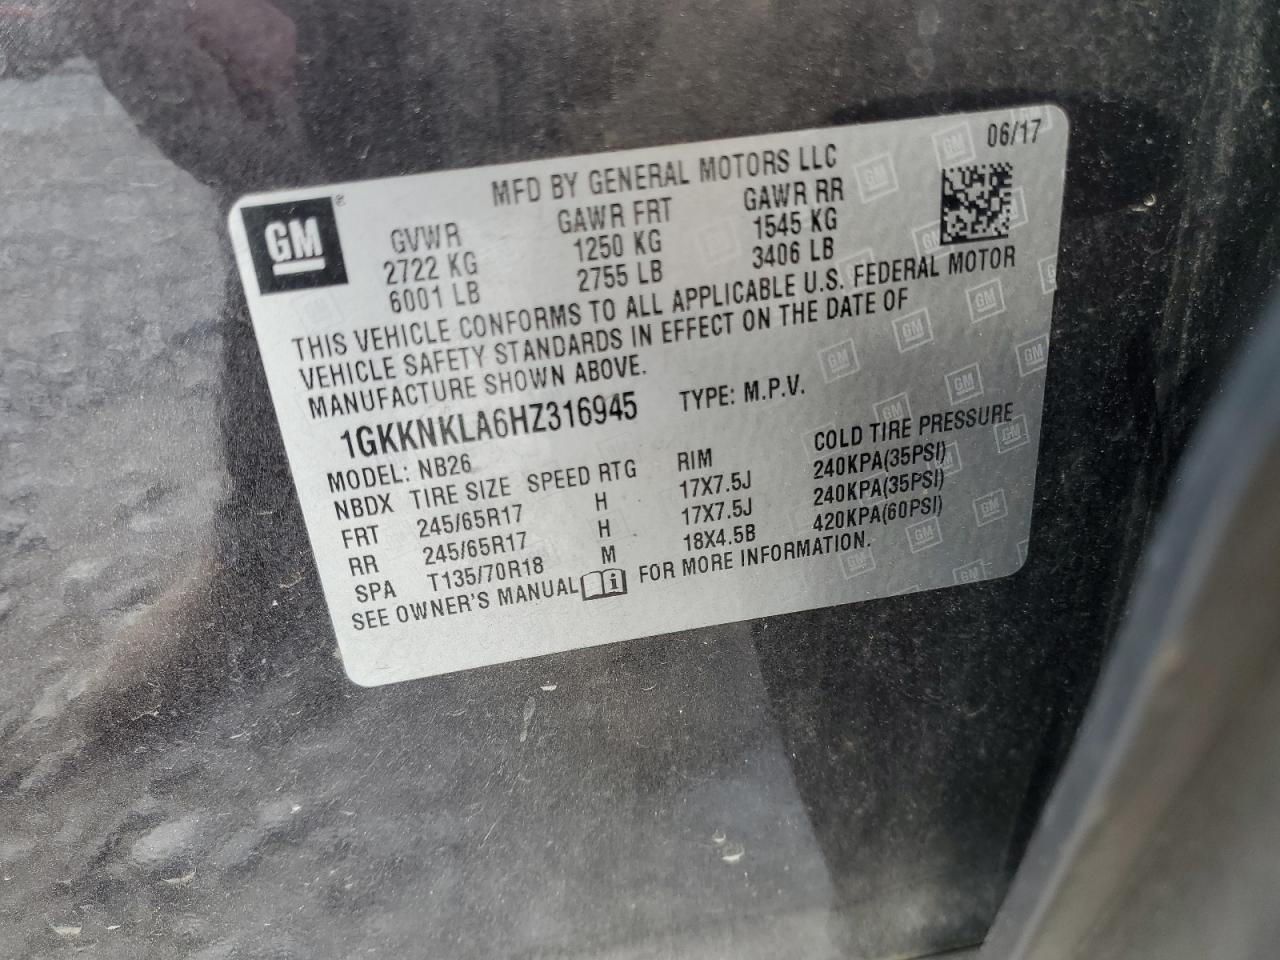 06/17
MFD BY GENERAL MOTORS LLC
GM ®
GVWR GAWR FRT GAWR RR
2722 KG 1250 KG 1545 KG
6001 LB 2755 LB 3406 LB
THIS VEHICLE CONFORMS TO ALL APPLICABLE U.S. FEDERAL MOTOR
VEHICLE SAFETY STANDARDS IN EFFECT ON THE DATE OF
MANUFACTURE SHOWN ABOVE.
1GKKNKLA6HZ316945 TYPE: M.P.V.
MODEL: NB26
NBDX TIRE SIZE SPEED RTG RIM COLD TIRE PRESSURE
FRT 245/65R17 H 17X7.5J 240KPA(35PSI)
RR 245/65R17 H 17X7.5J 240KPA(35PSI)
SPA T135/70R18 M 18X4.5B 420KPA(60PSI)
SEE OWNER'S MANUAL i FOR MORE INFORMATION.